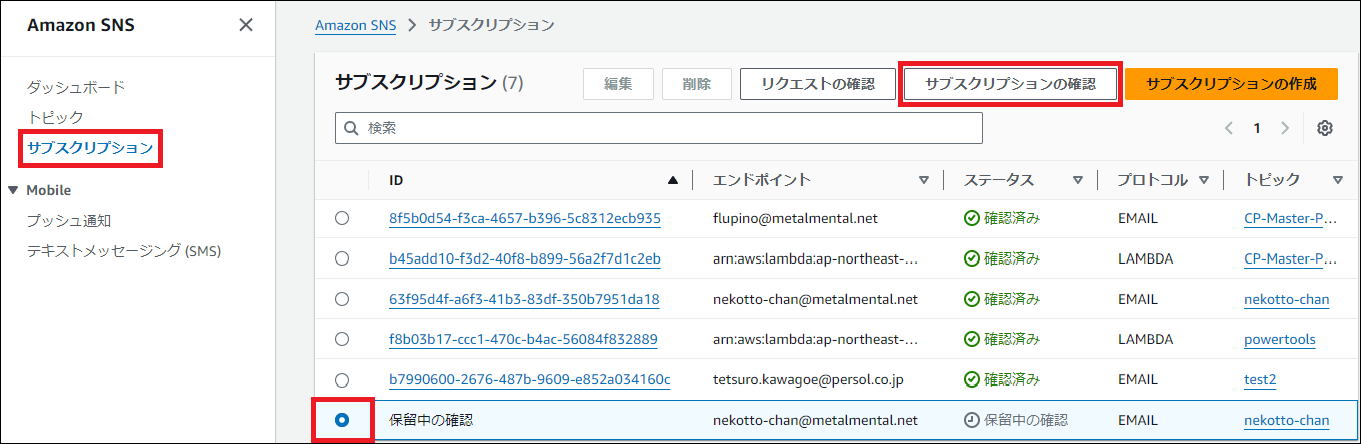 Amazon SNS
ダッシュボード
トピック
サブスクリプション
Mobile
プッシュ通知
テキストメッセージング (SMS)
Amazon SNS サブスクリプション
サブスクリプション (7) 編集 削除 リクエストの確認 サブスクリプションの確認 サブスクリプションの作成
検索 1
ID エンドポイント ステータス プロトコル トピック
8f5b0d54-f3ca-4657-b396-5c8312ecb935 flupino@metalmental.net 確認済み EMAIL CP-Master-P...
b45add10-f3d2-40f8-b899-56a2f7d1c2eb arn:aws:lambda:ap-northeast-... 確認済み LAMBDA CP-Master-P...
63f95d4f-a6f3-41b3-83df-350b7951da18 nekotto-chan@metalmental.net 確認済み EMAIL nekotto-chan
f8b03b17-ccc1-470c-b4ac-56084f832889 arn:aws:lambda:ap-northeast-... 確認済み LAMBDA powertools
b7990600-2676-487b-9609-e852a034160c tetsuro.kawagoe@persol.co.jp 確認済み EMAIL test2
保留中の確認 nekotto-chan@metalmental.net 保留中の確認 EMAIL nekotto-chan